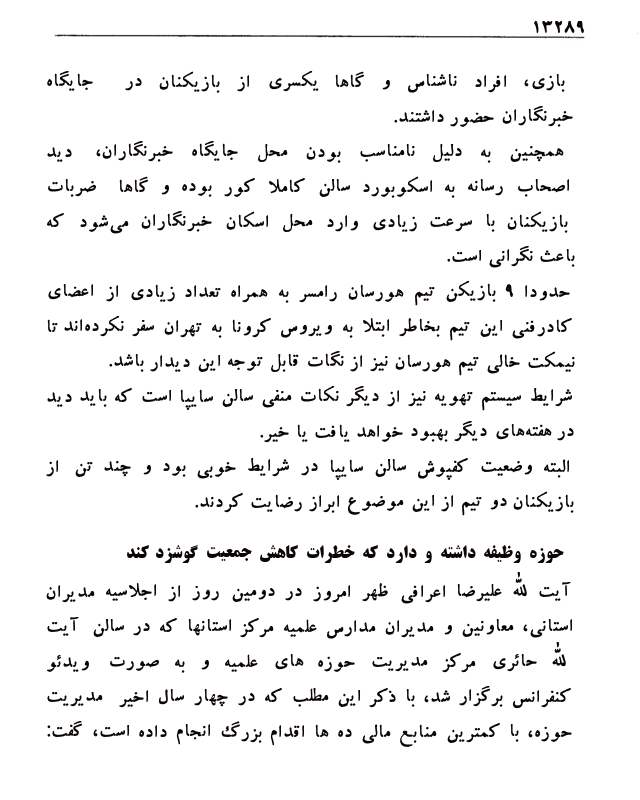 ۱۳۲۸۹
بازی، افراد ناشناس و گاها یکسری از بازیکنان در جایگاه
خبرنگاران حضور داشتند.
همچنین به دلیل نامناسب بودن محل جایگاه خبرنگاران، دید
اصحاب رسانه به اسکوبورد سالن کاملا کور بوده و گاها ضربات
بازیکنان با سرعت زیادی وارد محل اسکان خبرنگاران می‌شود که
باعث نگرانی است.
حدودا ۹ بازیکن تیم هورسان رامسر به همراه تعداد زیادی از اعضای
کادرفنی این تیم بخاطر ابتلا به ویروس کرونا به تهران سفر نکرده‌اند تا
نیمکت خالی تیم هورسان نیز از نگات قابل توجه این دیدار باشد.
شرایط سیستم تهویه نیز از دیگر نکات منفی سالن سایپا است که باید دید
در هفته‌های دیگر بهبود خواهد یافت یا خیر.
البته وضعیت کفپوش سالن سایپا در شرایط خوبی بود و چند تن از
بازیکنان دو تیم از این موضوع ابراز رضایت کردند.
حوزه وظیفه داشته و دارد که خطرات کاهش جمعیت گوشزد کند
آیت لله علیرضا اعرافی ظهر امروز در دومین روز از اجلاسیه مدیران
استانی، معاونین و مدیران مدارس علمیه مرکز استانها که در سالن آیت
لله حائری مرکز مدیریت حوزه های علمیه و به صورت ویدئو
کنفرانس برگزار شد، با ذکر این مطلب که در چهار سال اخیر مدیریت
حوزه، با کمترین منابع مالی ده ها اقدام بزرگ انجام داده است، گفت: